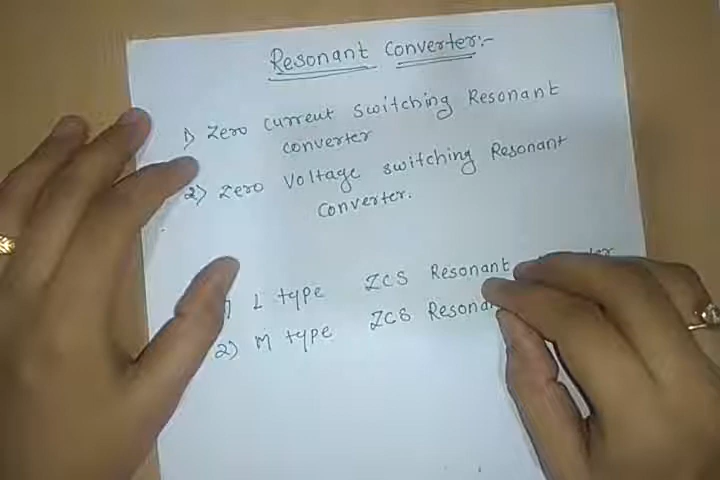 Resonant Converter:-
1) Zero current switching Resonant
converter
2) Zero Voltage switching Resonant
Converter.
L type ZCS Resonant
2) M type ZCS